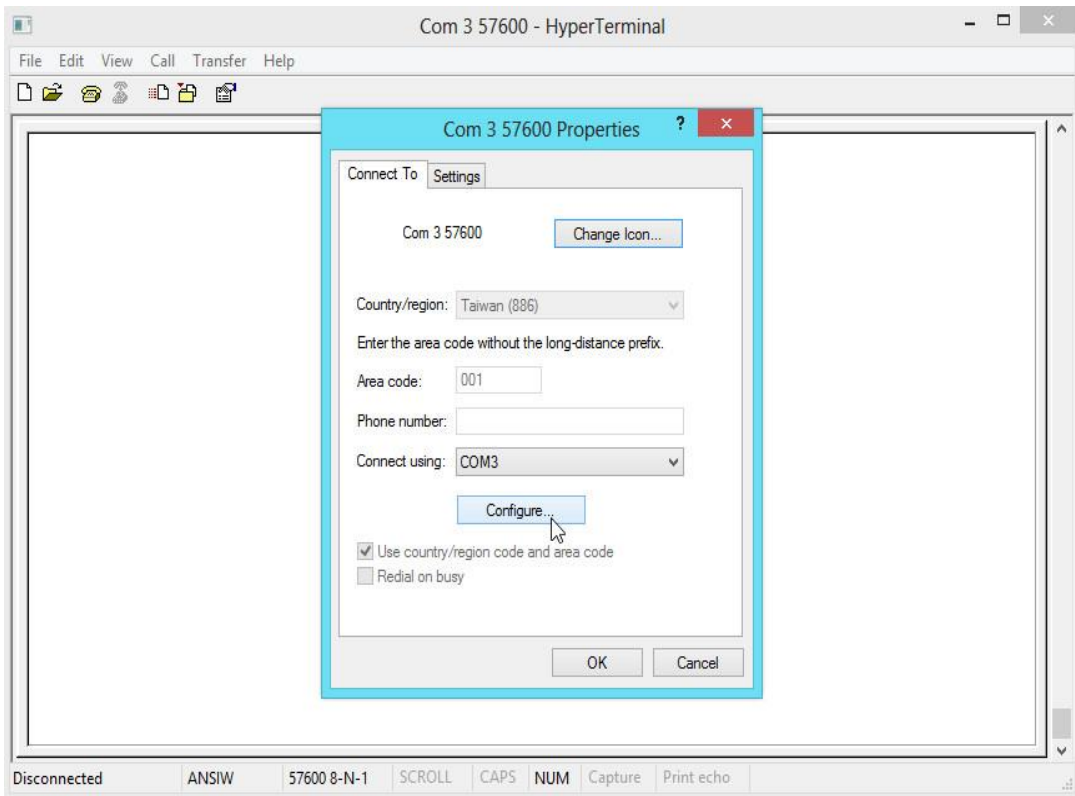 Com 3 57600 - HyperTerminal
File Edit View Call Transfer Help
Com 3 57600 Properties ?
Connect To Settings
Com 3 57600 Change Icon...
Country/region: Taiwan (886)
Enter the area code without the long-distance prefix.
Area code: 001
Phone number:
Connect using: COM3
Configure...
Use country/region code and area code
Redial on busy
OK Cancel
Disconnected ANSIW 57600 8-N-1 SCROLL CAPS NUM Capture Print echo